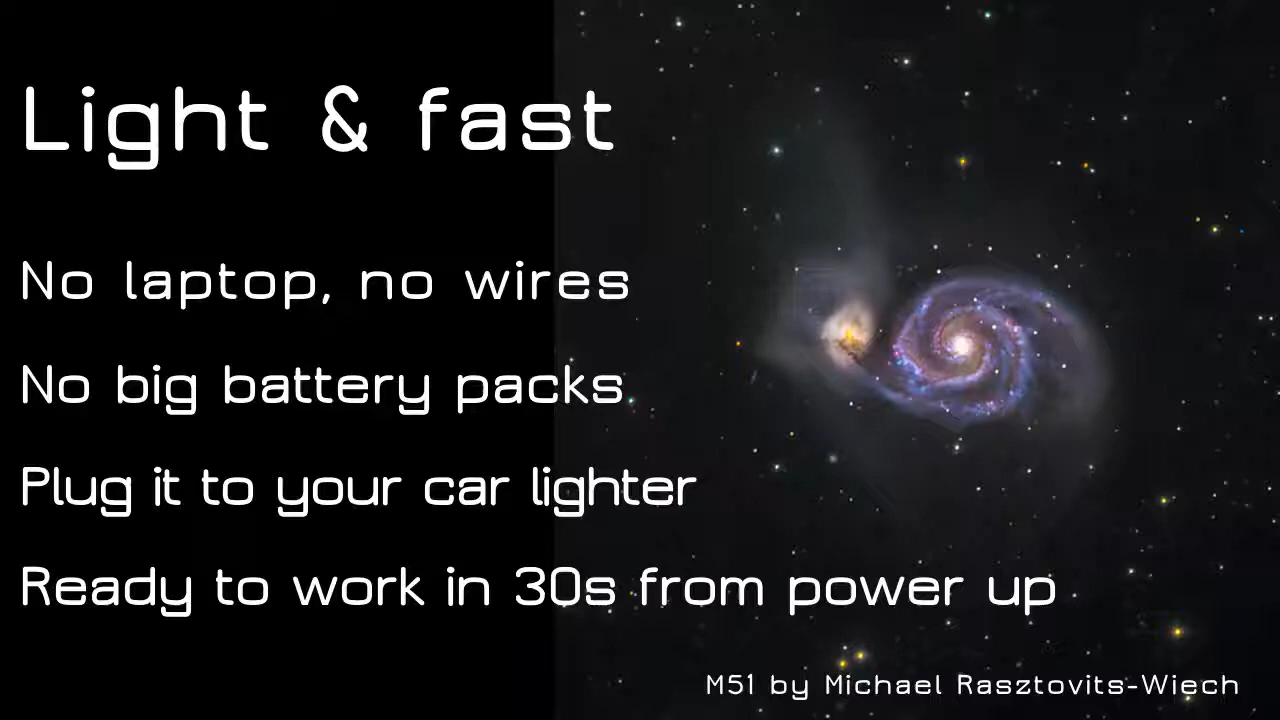 Light & fast
No laptop, no wires
No big battery packs
Plug it to your car lighter
Ready to work in 30s from power up
M51 by Michael Rasztovits-Wiech